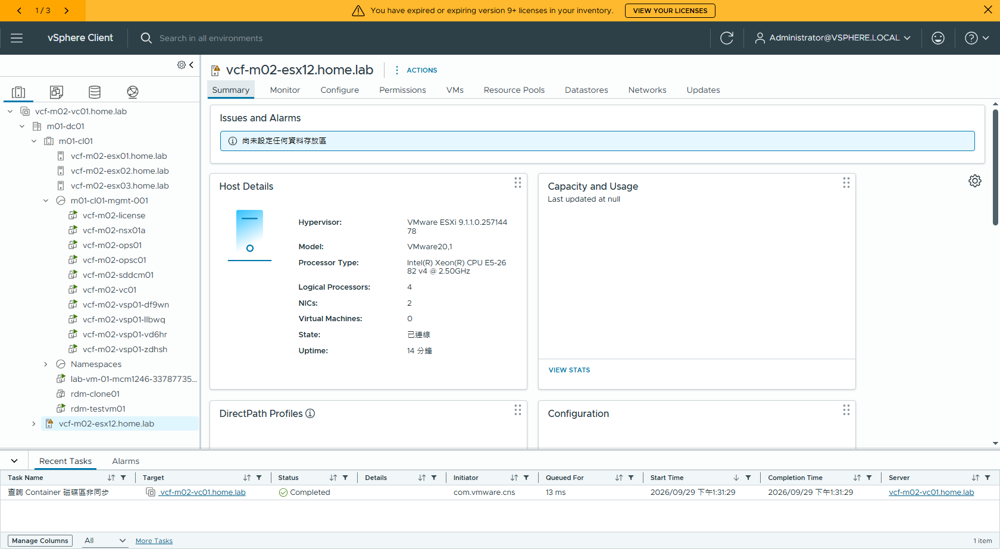 1 / 3
You have expired or expiring version 9+ licenses in your inventory.
VIEW YOUR LICENSES
vSphere Client
Search in all environments
Administrator@VSPHERE.LOCAL
vcf-m02-vc01.home.lab
m01-dc01
m01-cl01
vcf-m02-esx01.home.lab
vcf-m02-esx02.home.lab
vcf-m02-esx03.home.lab
m01-cl01-mgmt-001
vcf-m02-license
vcf-m02-nsx01a
vcf-m02-ops01
vcf-m02-opsc01
vcf-m02-sddcm01
vcf-m02-vc01
vcf-m02-vsp01-df9wn
vcf-m02-vsp01-llbwq
vcf-m02-vsp01-vd6hr
vcf-m02-vsp01-zdhsh
Namespaces
lab-vm-01-mcm1246-33787735...
rdm-clone01
rdm-testvm01
vcf-m02-esx12.home.lab
vcf-m02-esx12.home.lab
ACTIONS
Summary Monitor Configure Permissions VMs Resource Pools Datastores Networks Updates
Issues and Alarms
尚未設定任何資料存放區
Host Details
Hypervisor: VMware ESXi 9.1.1.0.257144
78
Model: VMware20,1
Processor Type: Intel(R) Xeon(R) CPU E5-26
82 v4 @ 2.50GHz
Logical Processors: 4
NICs: 2
Virtual Machines: 0
State: 已連線
Uptime: 14 分鐘
Capacity and Usage
Last updated at null
VIEW STATS
DirectPath Profiles
Configuration
Recent Tasks Alarms
Task Name Target Status Details Initiator Queued For Start Time Completion Time Server
查詢 Container 磁碟區非同步 vcf-m02-vc01.home.lab Completed com.vmware.cns 13 ms 2026/09/29 下午1:31:29 2026/09/29 下午1:31:29 vcf-m02-vc01.home.lab
Manage Columns All More Tasks 1 item